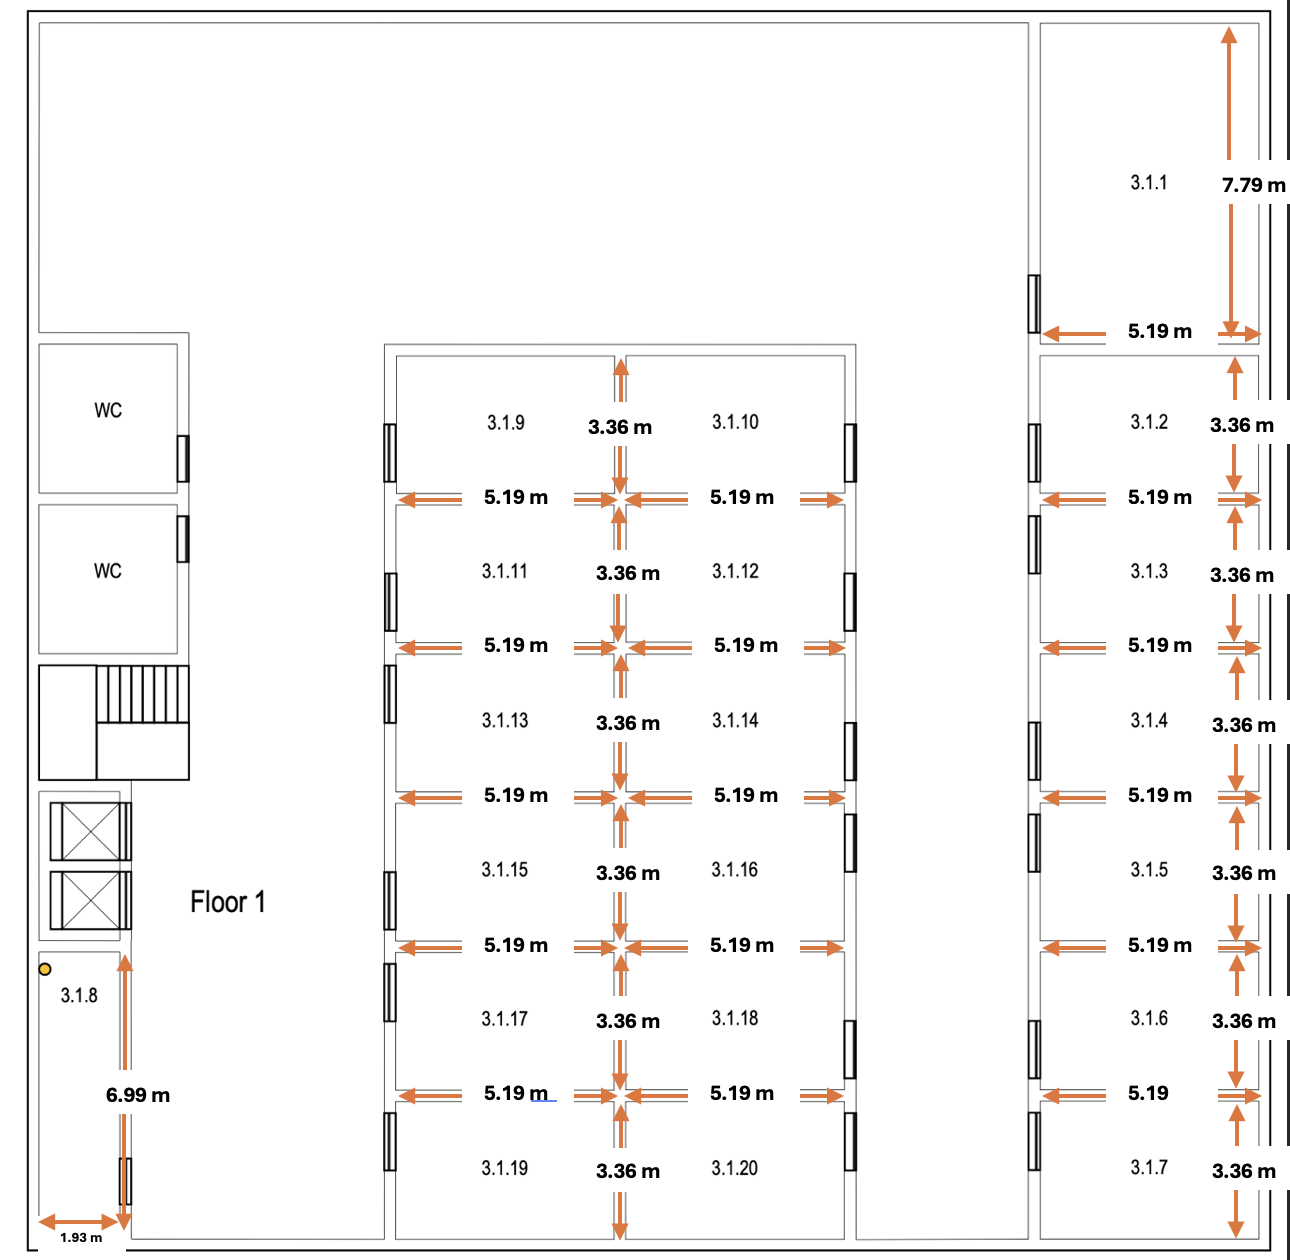 3.1.1
7.79 m
5.19 m
WC
3.1.9
3.36 m
3.1.10
3.1.2
3.36 m
5.19 m
5.19 m
5.19 m
WC
3.1.11
3.36 m
3.1.12
3.1.3
3.36 m
5.19 m
5.19 m
5.19 m
3.1.13
3.36 m
3.1.14
3.1.4
3.36 m
5.19 m
5.19 m
5.19 m
3.1.15
3.36 m
3.1.16
3.1.5
3.36 m
Floor 1
5.19 m
5.19 m
5.19 m
3.1.8
3.1.17
3.36 m
3.1.18
3.1.6
3.36 m
6.99 m
5.19 m
5.19 m
5.19
3.1.19
3.36 m
3.1.20
3.1.7
3.36 m
1.93 m